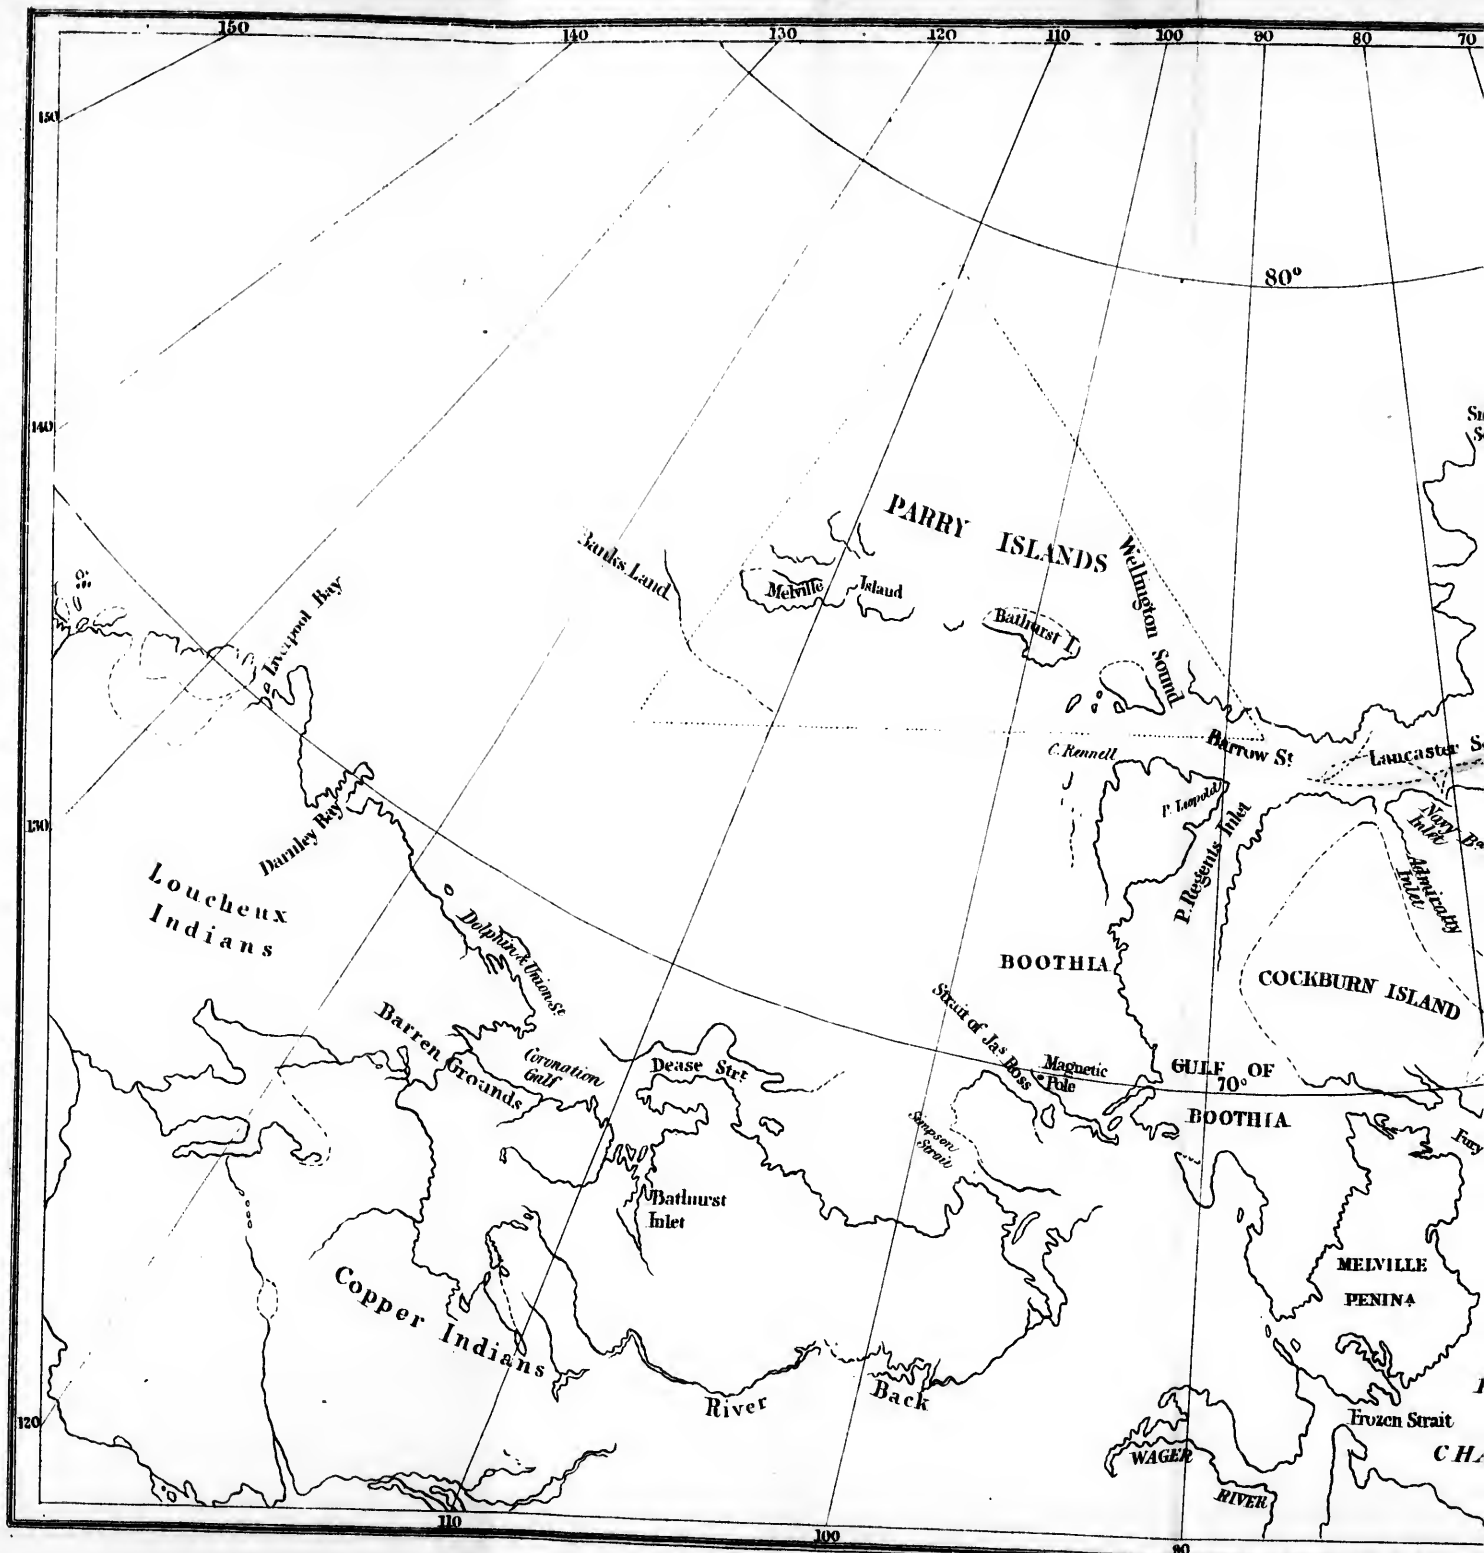 150
140
130
120
110
100
90
80
70
150
80°
140
PARRY ISLANDS
Wellington Sound
Banks Land
Melville Island
Bathurst I.
Liverpool Bay
C. Rennell
Barrow St
Lancaster S
P. Leopold
P. Regents Inlet
Navy B
Inlet
Admiralty
Inlet
130
Darnley Bay
Loucheux
Indians
Dolphin & Union St
BOOTHIA
COCKBURN ISLAND
Strait of Jas Ross
Barren Grounds
Coronation
Gulf
Dease Strt
Magnetic
Pole
GULF OF
70°
BOOTHIA
Simpson
Strait
Fury
Bathurst
Inlet
MELVILLE
PENINA
Copper Indians
River Back
120
Frozen Strait
CHA
WAGER
RIVER
110
100
90